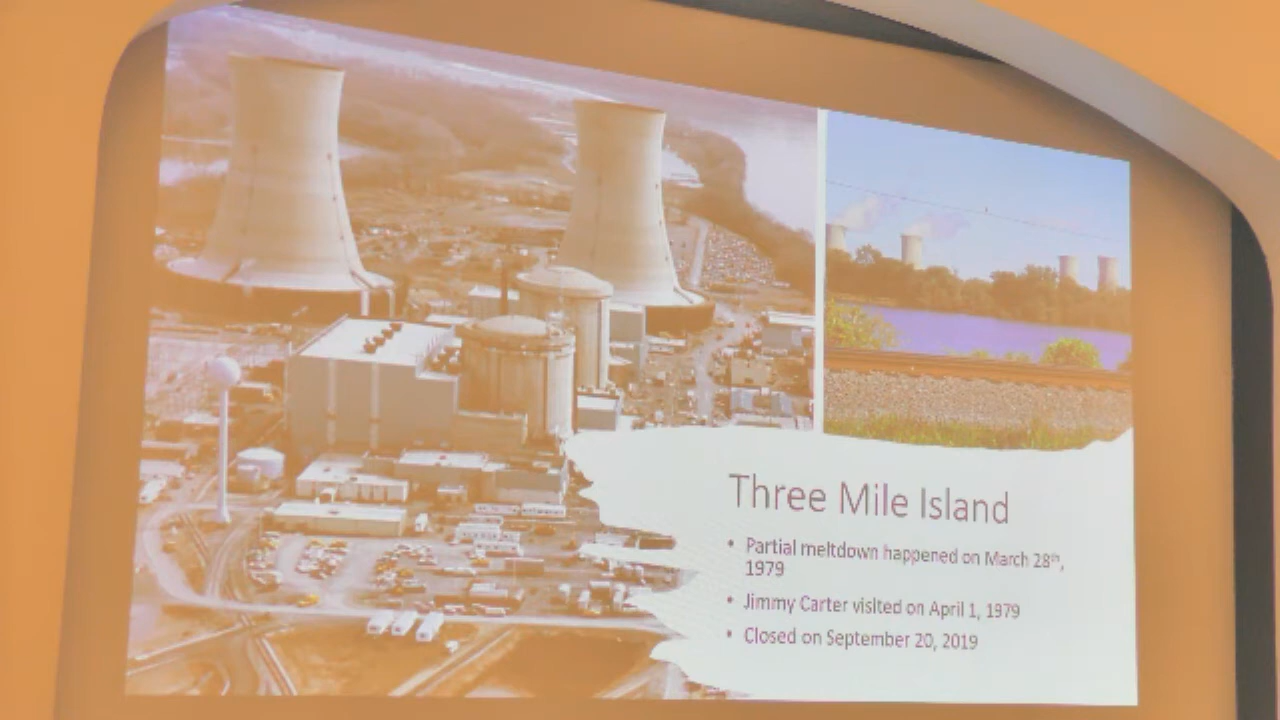 Three Mile Island
• Partial meltdown happened on March 28th,
1979
• Jimmy Carter visited on April 1, 1979
• Closed on September 20, 2019